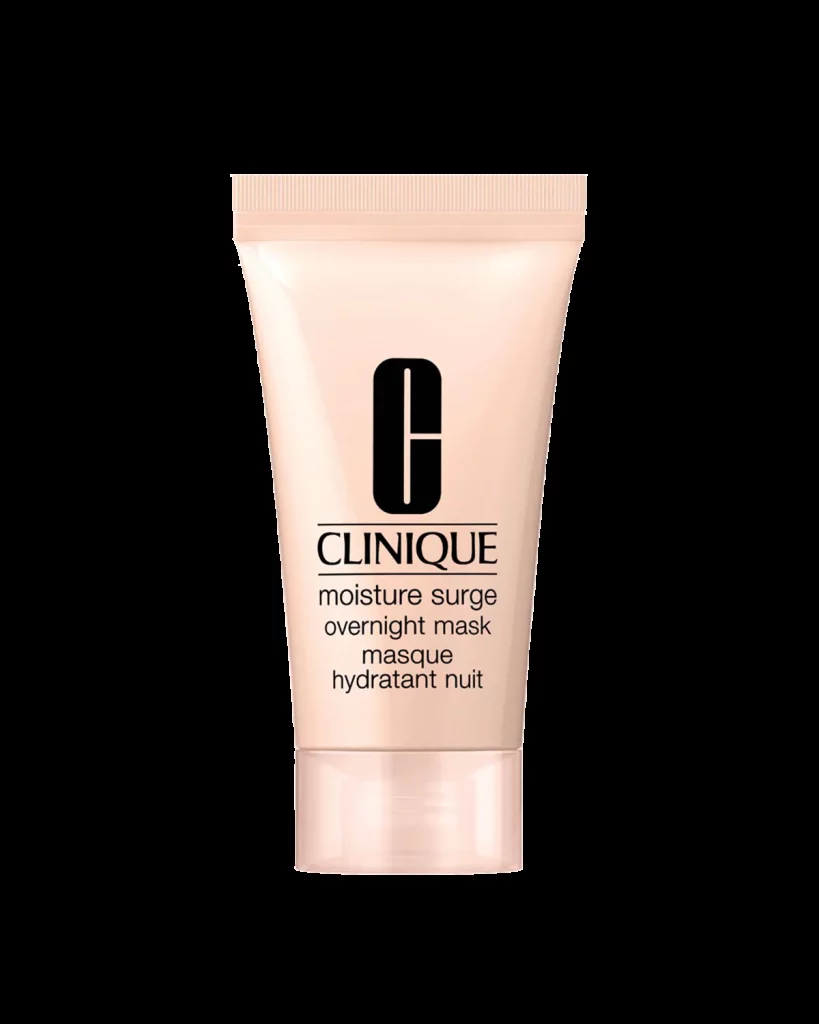 C
CLINIQUE
moisture surge
overnight mask
masque
hydratant nuit